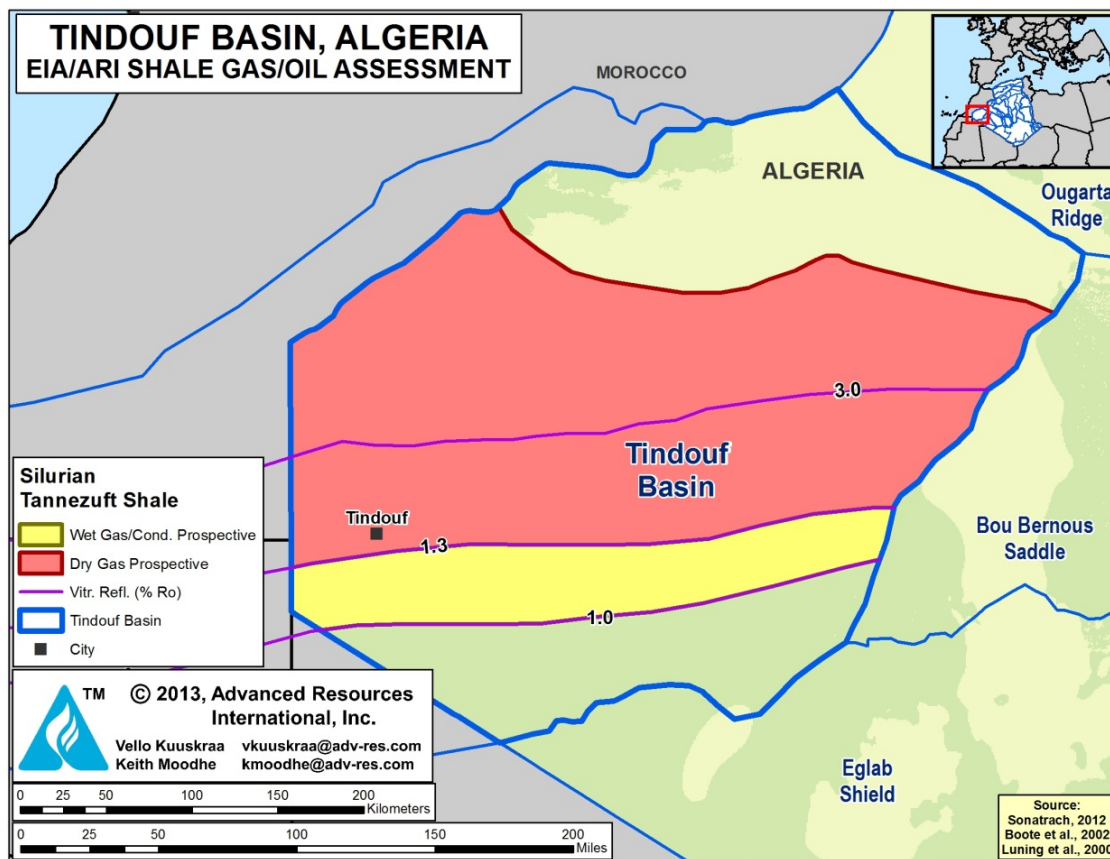 TINDOUF BASIN, ALGERIA
EIA/ARI SHALE GAS/OIL ASSESSMENT
MOROCCO
ALGERIA
Ougarta
Ridge
3.0
Tindouf
Basin
Tindouf
1.3
1.0
Bou Bernous
Saddle
Eglab
Shield
Silurian
Tannezuft Shale
Wet Gas/Cond. Prospective
Dry Gas Prospective
Vitr. Refl. (% Ro)
Tindouf Basin
City
TM
© 2013, Advanced Resources
International, Inc.
Vello Kuuskraa vkuuskraa@adv-res.com
Keith Moodhe kmoodhe@adv-res.com
0 25 50 100 150 200
Kilometers
0 25 50 100 150 200
Miles
Source:
Sonatrach, 2012
Boote et al., 2002
Luning et al., 2000